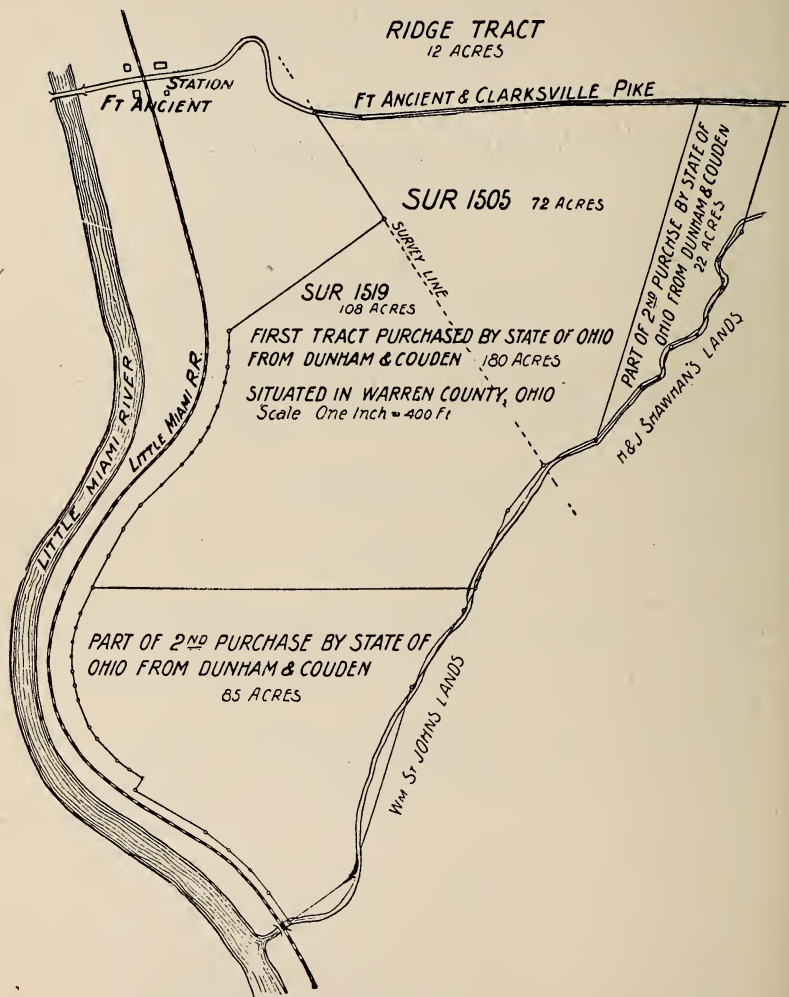 RIDGE TRACT
12 ACRES
STATION
FT ANCIENT
FT ANCIENT & CLARKSVILLE PIKE
SUR 1505 72 ACRES
PART OF 2ND PURCHSE BY STATE OF
OHIO FROM DUNHAM & COUDEN
22 ACRES
SURVEY LINE
SUR 1519
108 ACRES
FIRST TRACT PURCHASED BY STATE OF OHIO
FROM DUNHAM & COUDEN 180 ACRES
SITUATED IN WARREN COUNTY, OHIO
Scale One Inch = 400 Ft
H & J SHAWHAN'S LANDS
LITTLE MIAMI RIVER
LITTLE MIAMI R.R.
PART OF 2ND PURCHASE BY STATE OF
OHIO FROM DUNHAM & COUDEN
85 ACRES
WM ST JOHNS LANDS